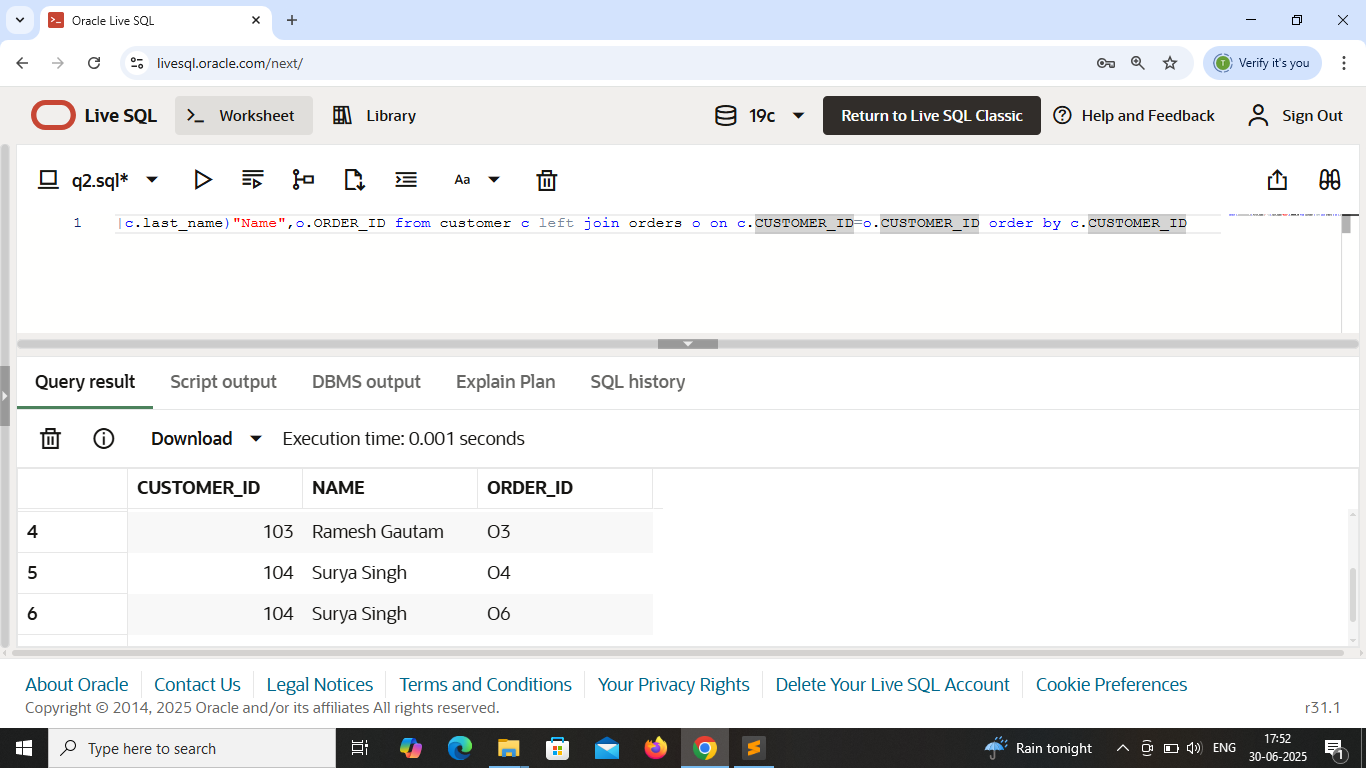 Oracle Live SQL
livesql.oracle.com/next/
T
Verify it's you
Live SQL
Worksheet
Library
19c
Return to Live SQL Classic
Help and Feedback
Sign Out
q2.sql*
Aa
1 |c.last_name)"Name",o.ORDER_ID from customer c left join orders o on c.CUSTOMER_ID=o.CUSTOMER_ID order by c.CUSTOMER_ID
Query result
Script output
DBMS output
Explain Plan
SQL history
Download
Execution time: 0.001 seconds
CUSTOMER_ID NAME ORDER_ID
4 103 Ramesh Gautam O3
5 104 Surya Singh O4
6 104 Surya Singh O6
About Oracle
Contact Us
Legal Notices
Terms and Conditions
Your Privacy Rights
Delete Your Live SQL Account
Cookie Preferences
Copyright © 2014, 2025 Oracle and/or its affiliates All rights reserved.
r31.1
Type here to search
Rain tonight
ENG
17:52
30-06-2025
1